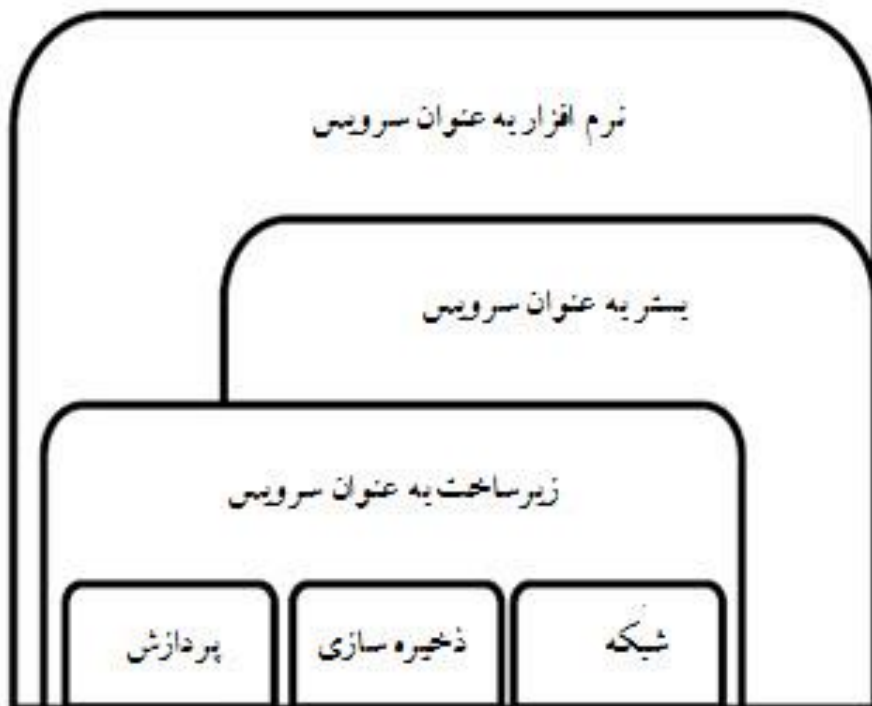 نرم افزار به عنوان سرویس
بستر به عنوان سرویس
زیرساخت به عنوان سرویس
شبکه
ذخیره سازی
پردازش